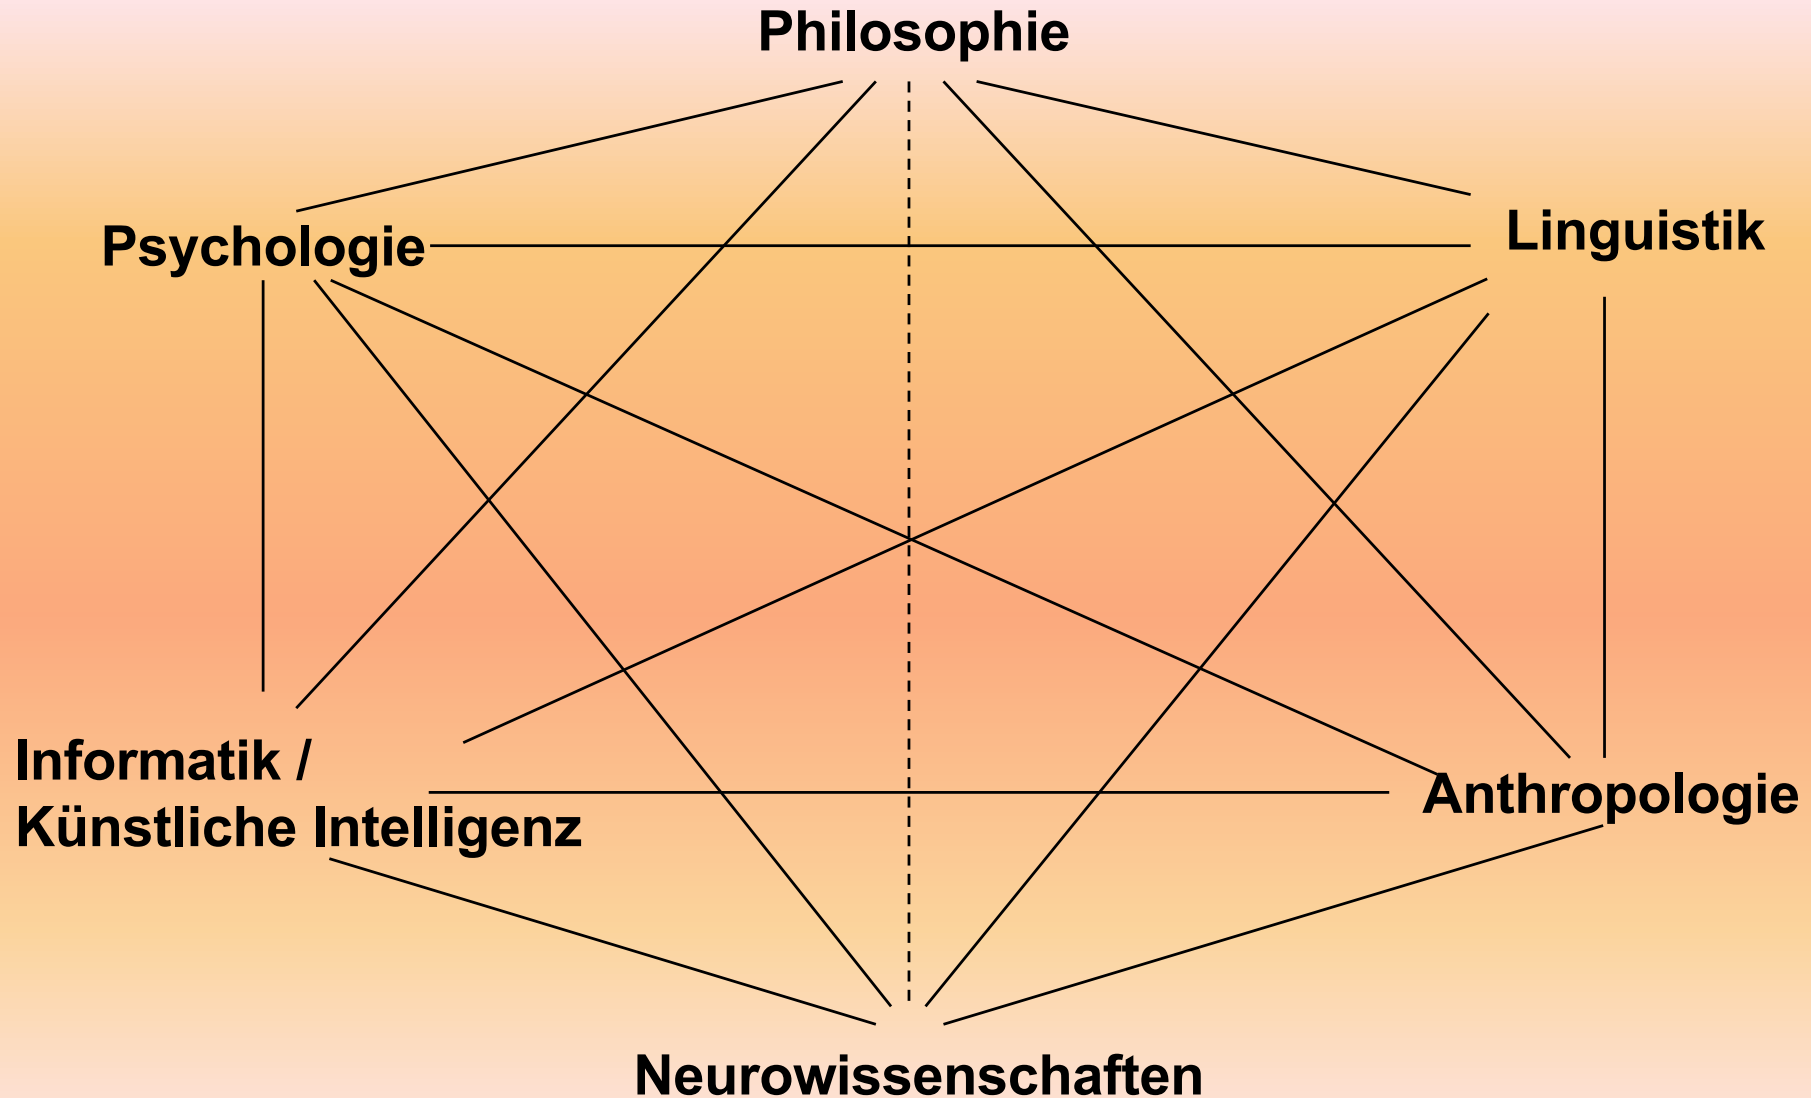 Philosophie
Psychologie
Linguistik
Informatik /
Künstliche Intelligenz
Anthropologie
Neurowissenschaften